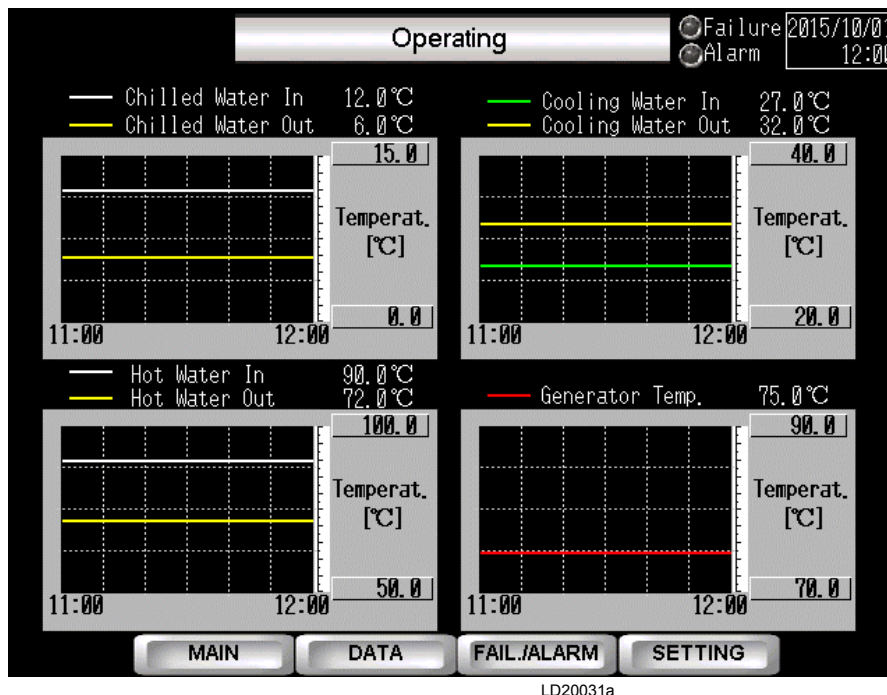 Operating
Failure 2015/10/01
Alarm 12:00
Chilled Water In 12.0℃
Chilled Water Out 6.0℃
15.0
Temperat.
[℃]
0.0
11:00 12:00
Cooling Water In 27.0℃
Cooling Water Out 32.0℃
40.0
Temperat.
[℃]
20.0
11:00 12:00
Hot Water In 90.0℃
Hot Water Out 72.0℃
100.0
Temperat.
[℃]
50.0
11:00 12:00
Generator Temp. 75.0℃
90.0
Temperat.
[℃]
70.0
11:00 12:00
MAIN DATA FAIL./ALARM SETTING
LD20031a